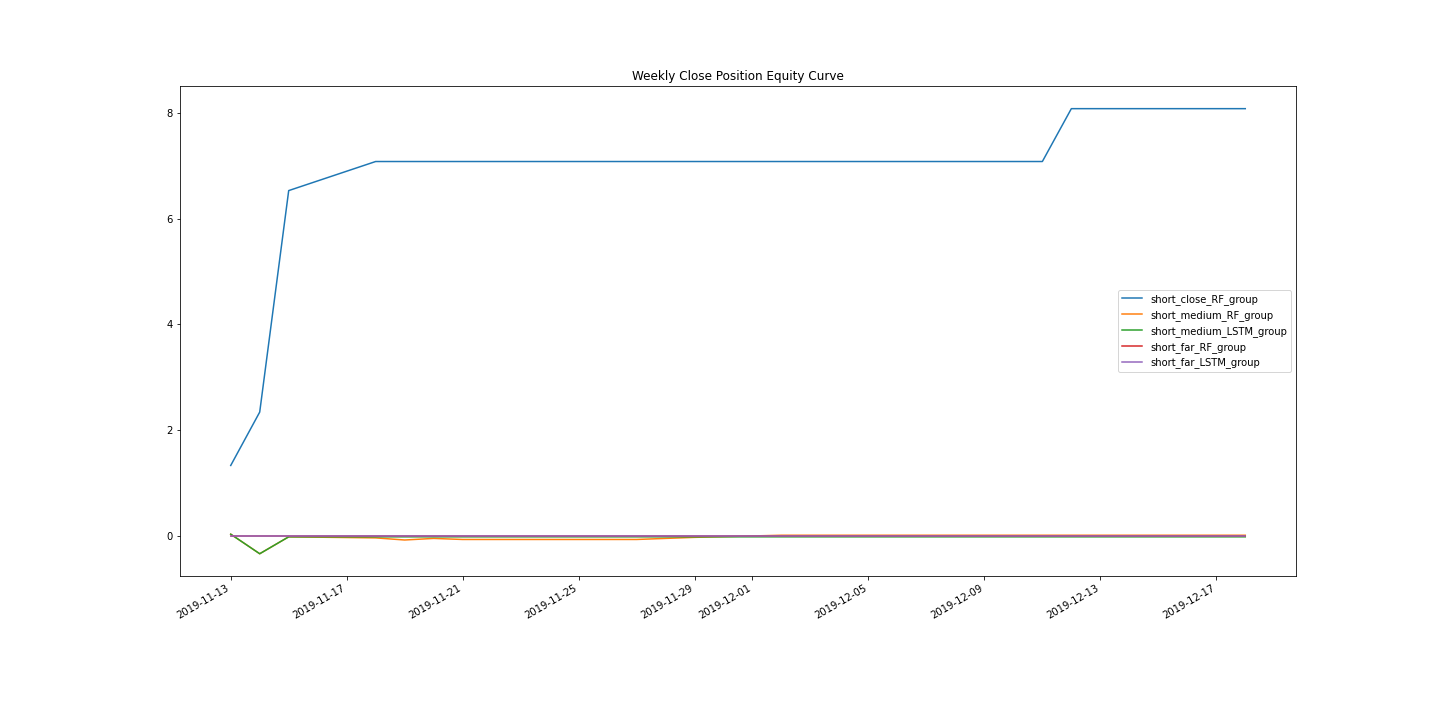 Weekly Close Position Equity Curve
8
6
4
2
0
short_close_RF_group
short_medium_RF_group
short_medium_LSTM_group
short_far_RF_group
short_far_LSTM_group
2019-11-13
2019-11-17
2019-11-21
2019-11-25
2019-11-29
2019-12-01
2019-12-05
2019-12-09
2019-12-13
2019-12-17